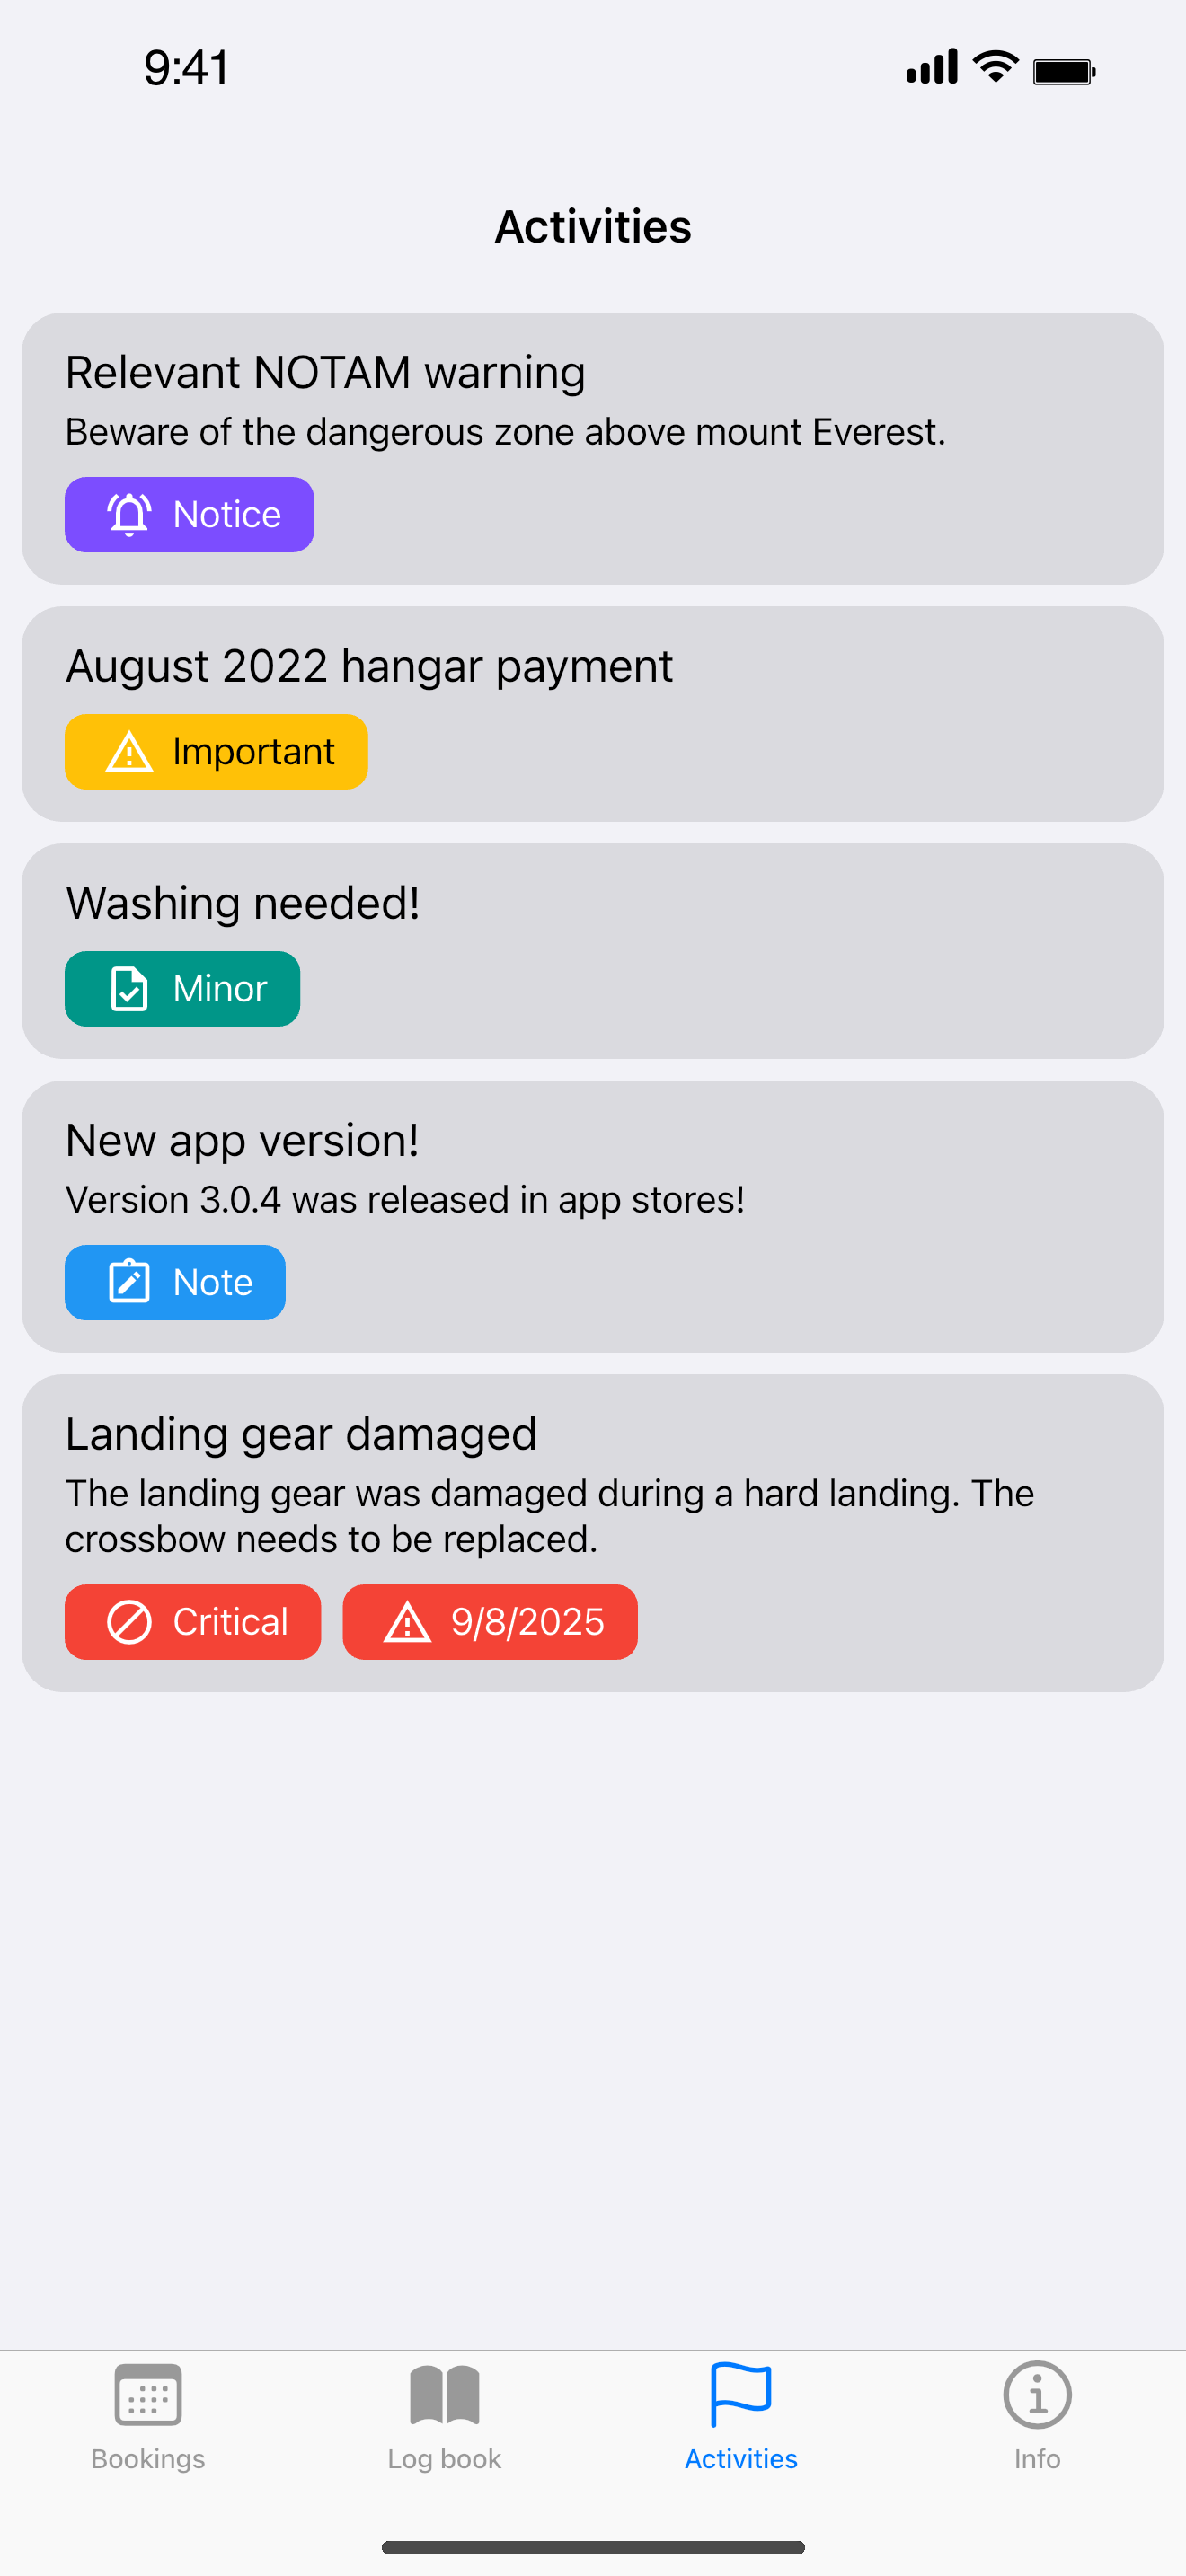 9:41
Activities
Relevant NOTAM warning
Beware of the dangerous zone above mount Everest.
Notice
August 2022 hangar payment
Important
Washing needed!
Minor
New app version!
Version 3.0.4 was released in app stores!
Note
Landing gear damaged
The landing gear was damaged during a hard landing. The
crossbow needs to be replaced.
Critical 9/8/2025
Bookings Log book Activities Info